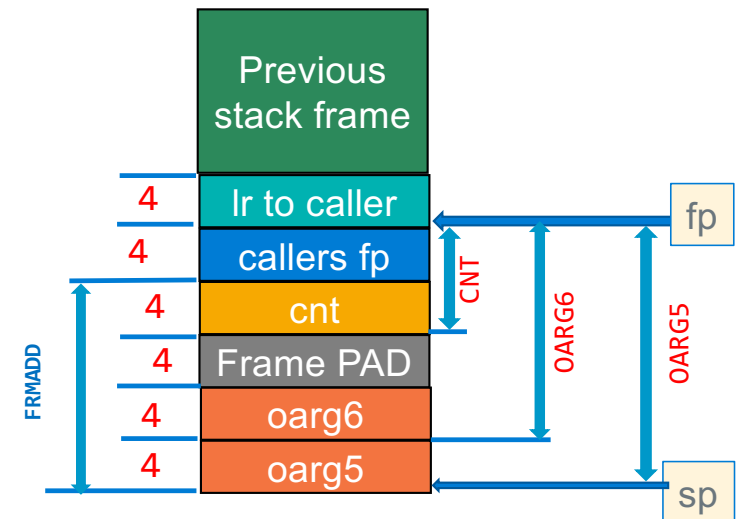 Previous
stack frame
4
lr to caller
fp
4
callers fp
CNT
4
cnt
OARG6
OARG5
FRMADD
4
Frame PAD
4
oarg6
4
oarg5
sp